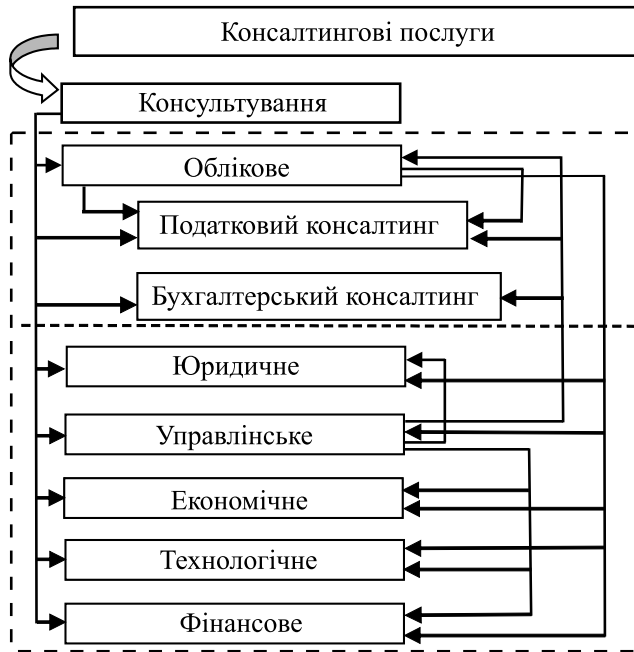 Консалтингові послуги
Консультування
Облікове
Податковий консалтинг
Бухгалтерський консалтинг
Юридичне
Управлінське
Економічне
Технологічне
Фінансове